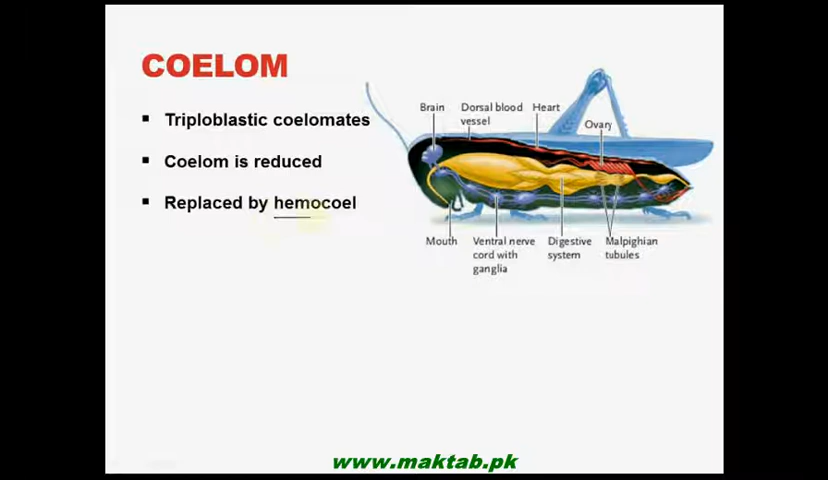 COELOM
▪ Triploblastic coelomates
▪ Coelom is reduced
▪ Replaced by hemocoel
Brain
Dorsal blood
vessel
Heart
Ovary
Mouth
Ventral nerve
cord with
ganglia
Digestive
system
Malpighian
tubules
www.maktab.pk